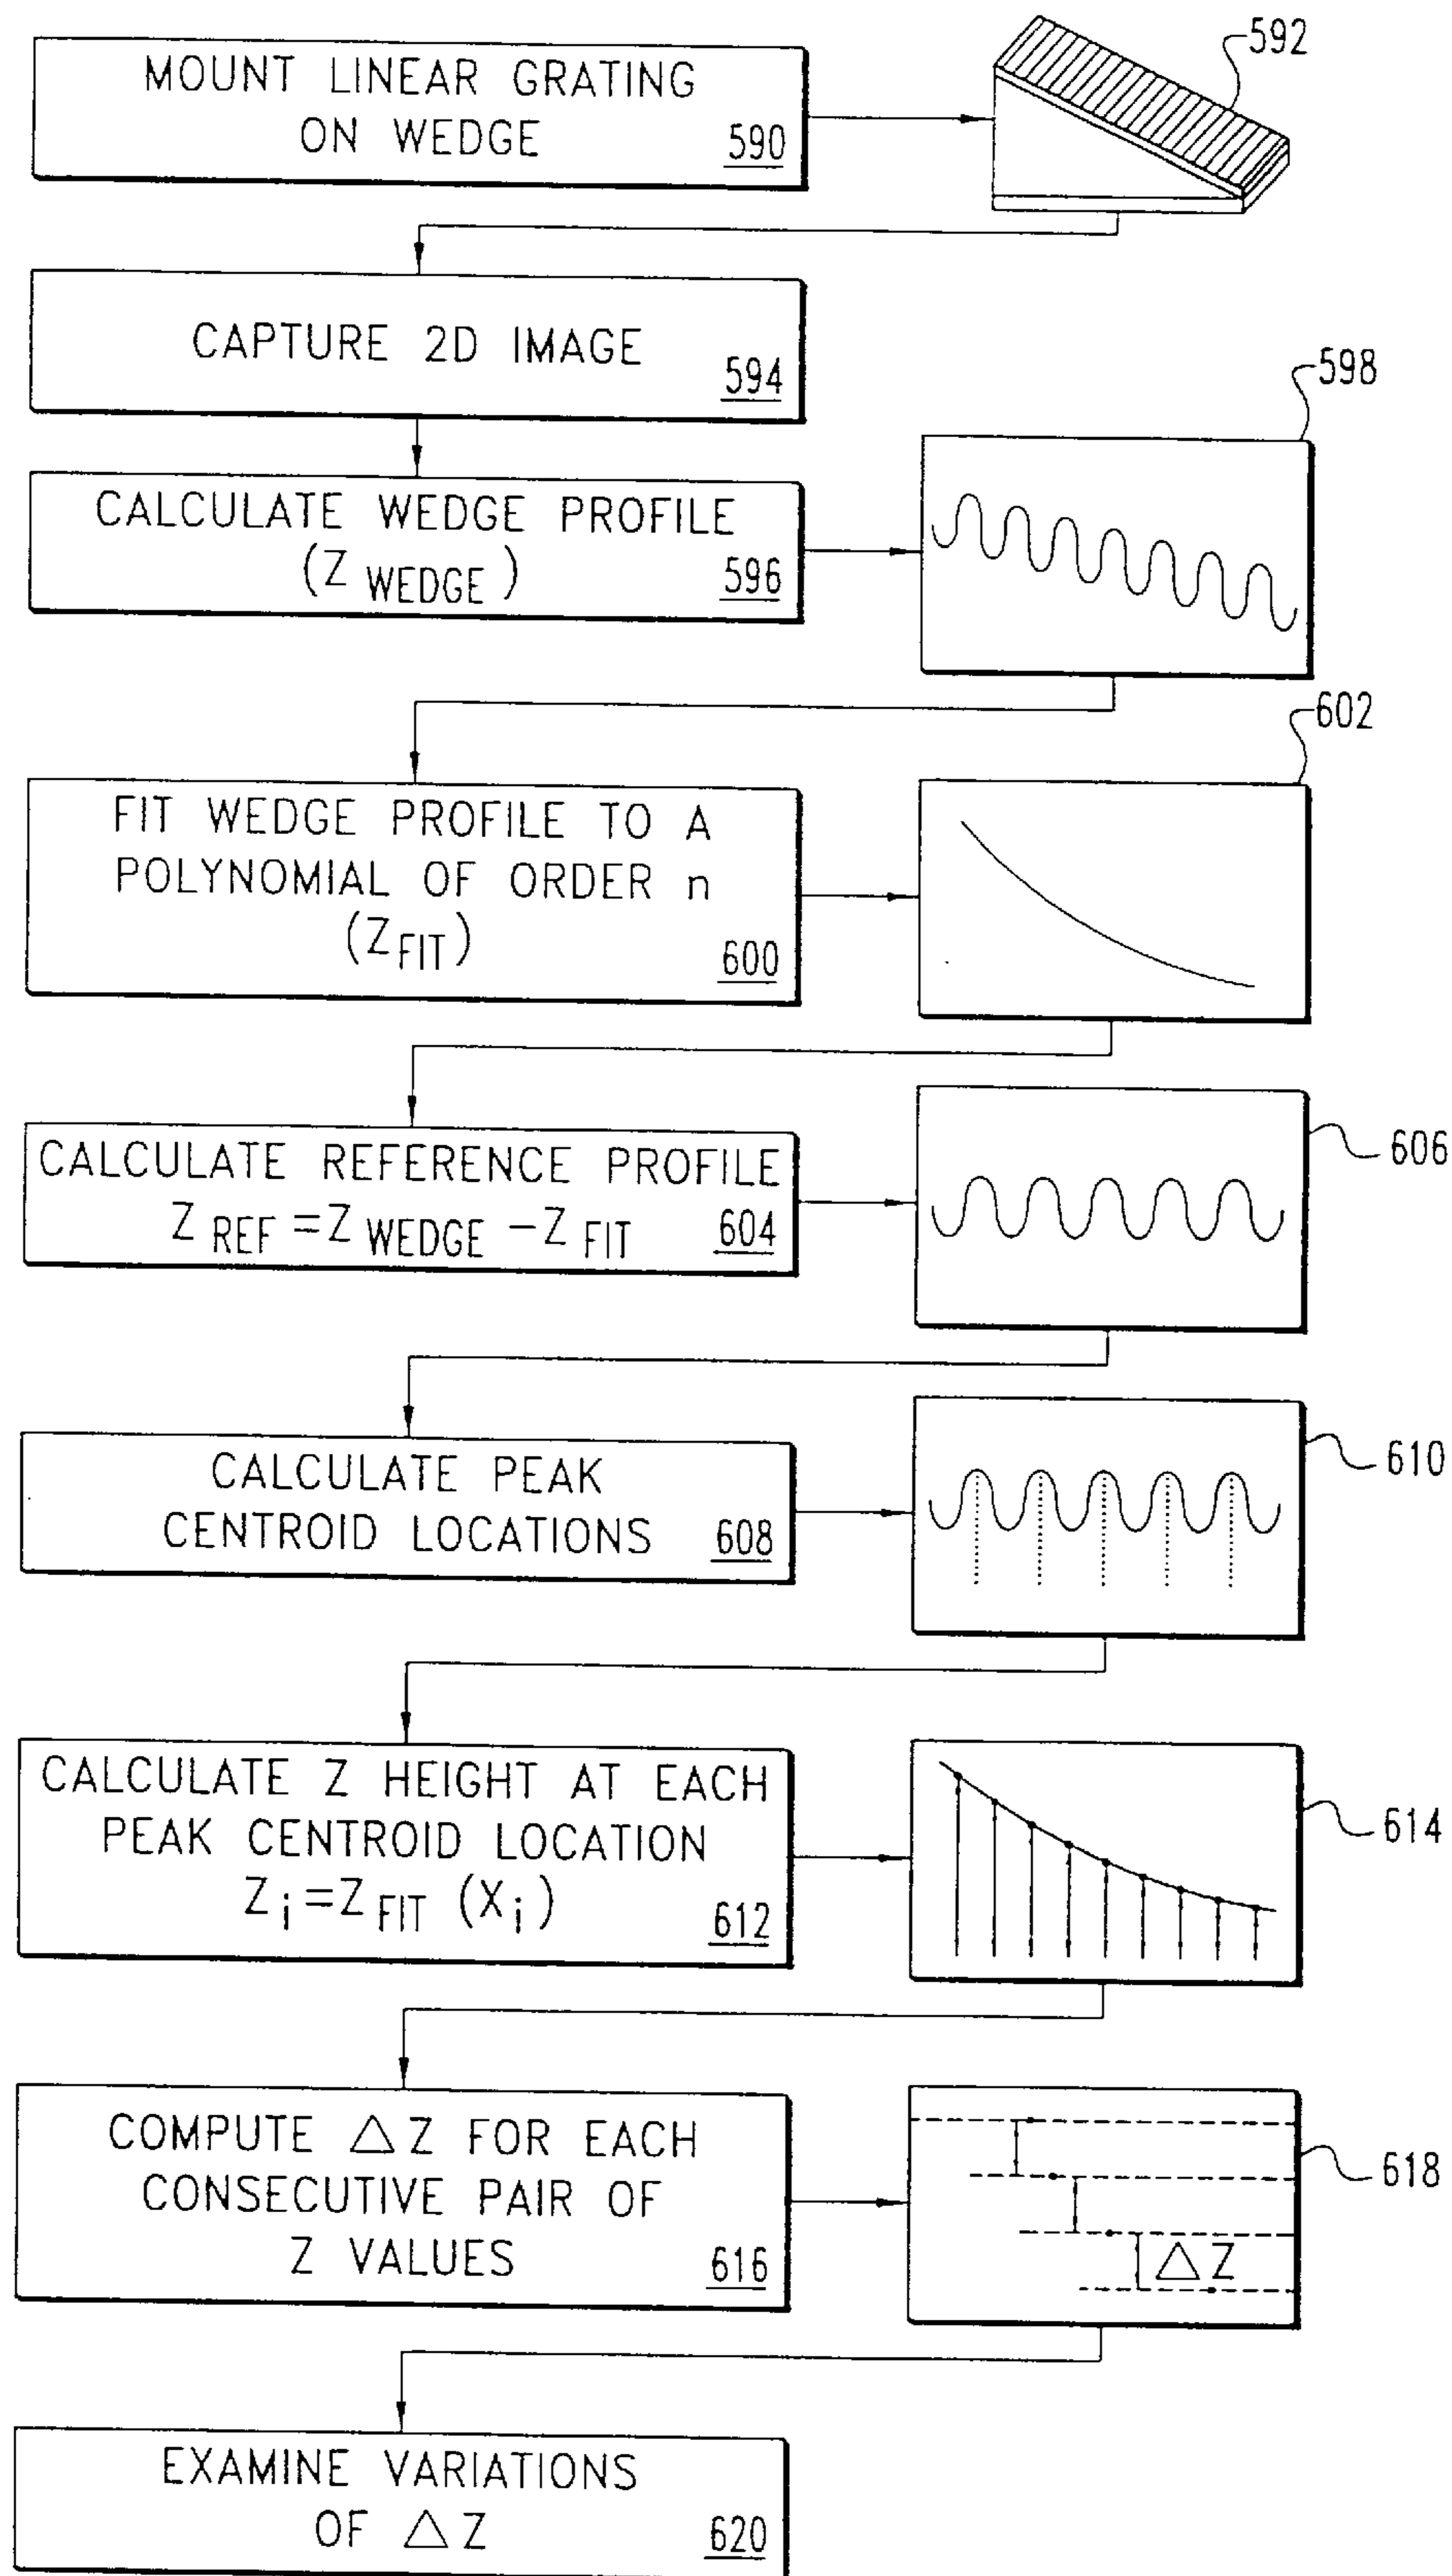 MOUNT LINEAR GRATING
ON WEDGE 590
592
CAPTURE 2D IMAGE 594
598
CALCULATE WEDGE PROFILE
(Z WEDGE) 596
602
FIT WEDGE PROFILE TO A
POLYNOMIAL OF ORDER n
(Z FIT) 600
606
CALCULATE REFERENCE PROFILE
Z REF = Z WEDGE - Z FIT 604
610
CALCULATE PEAK
CENTROID LOCATIONS 608
614
CALCULATE Z HEIGHT AT EACH
PEAK CENTROID LOCATION
Z i = Z FIT (X i) 612
618
COMPUTE △Z FOR EACH
CONSECUTIVE PAIR OF
Z VALUES 616
△Z
EXAMINE VARIATIONS
OF △Z 620